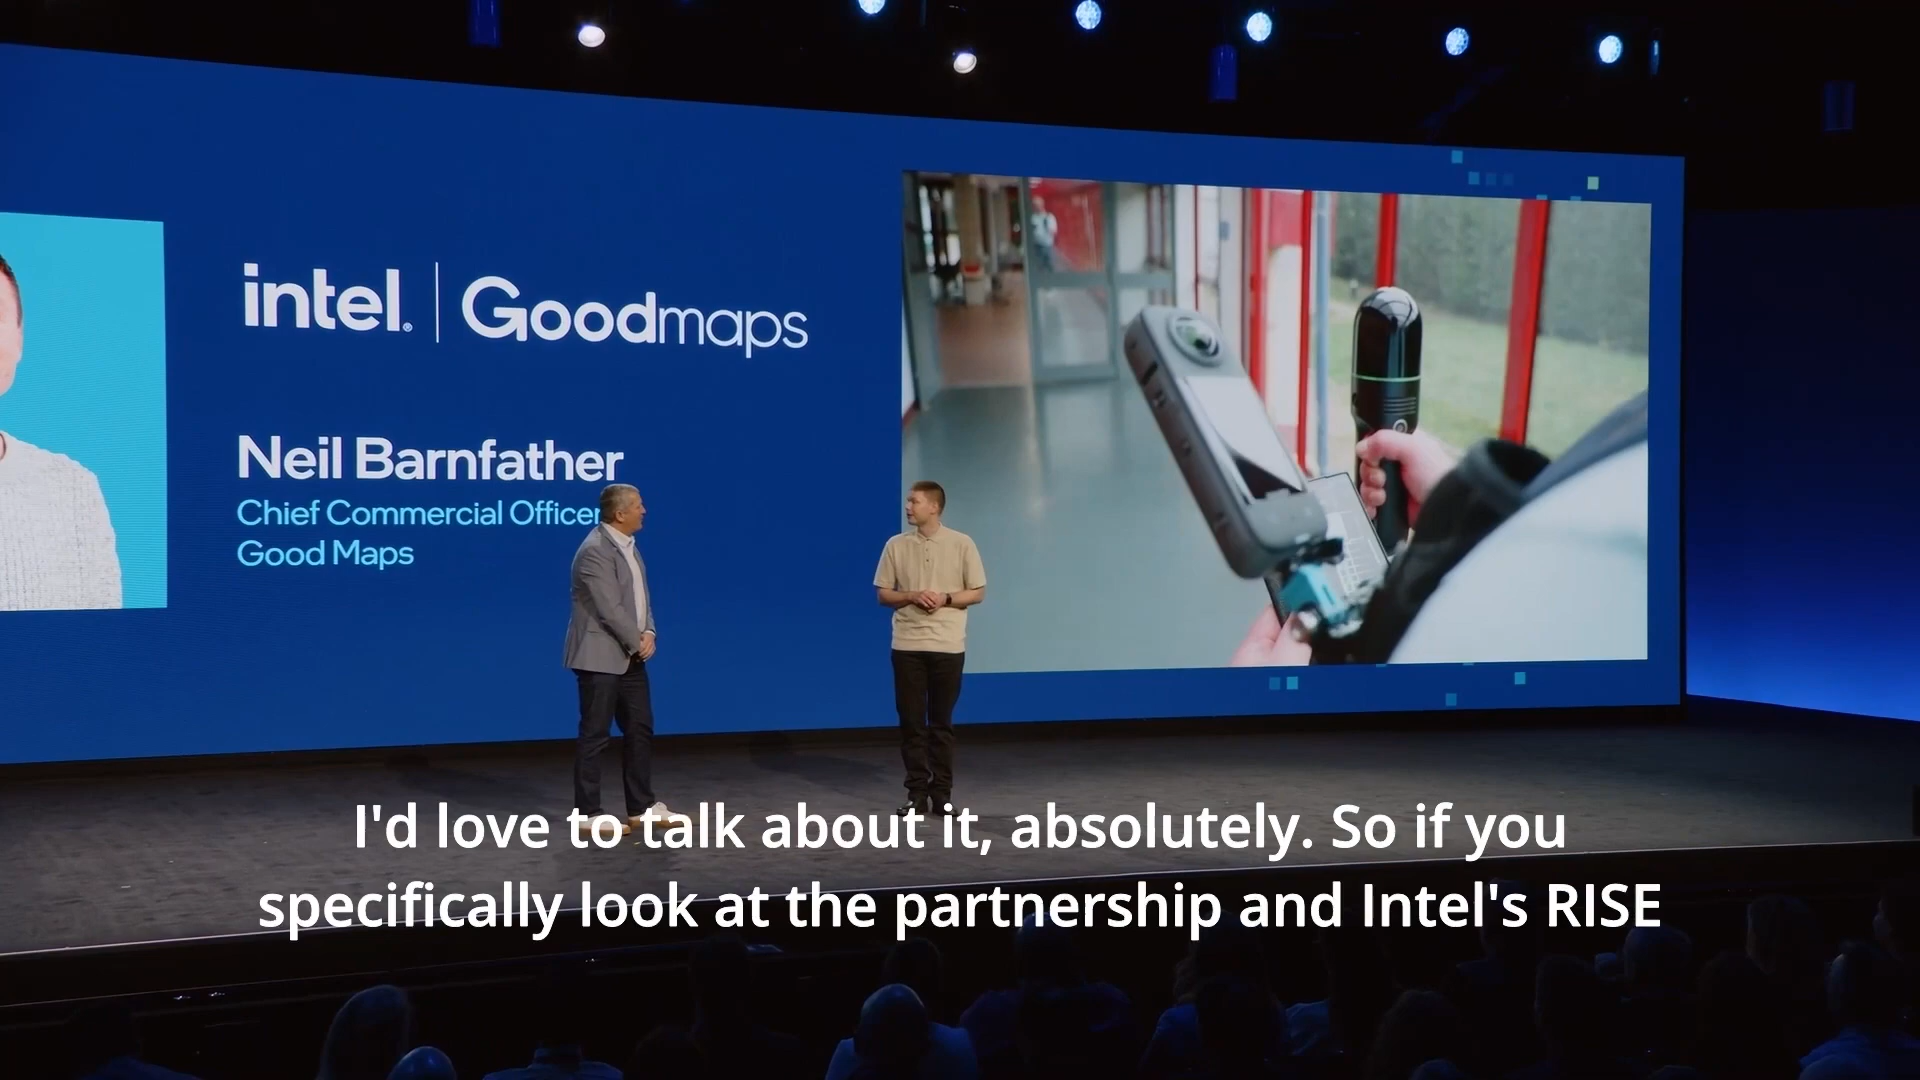 intel. | Goodmaps
Neil Barnfather
Chief Commercial Officer
Good Maps
I'd love to talk about it, absolutely. So if you
specifically look at the partnership and Intel's RISE